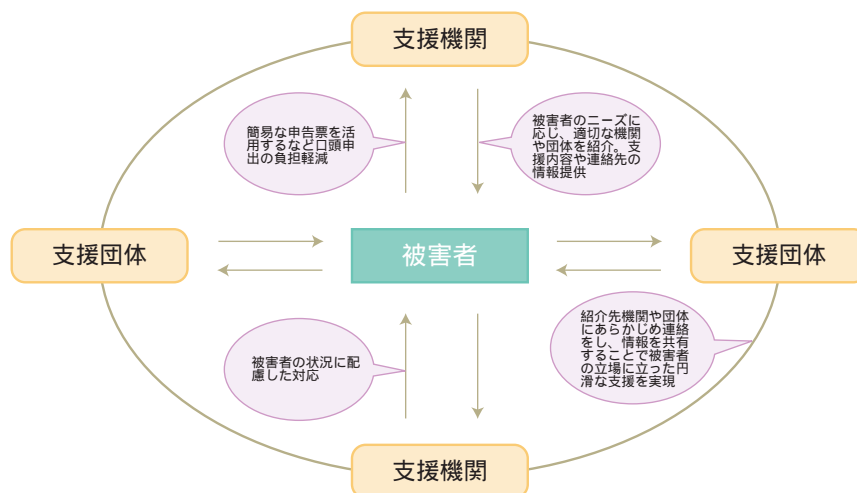 支援機関
簡易な申告票を活
用するなど口頭申
出の負担軽減
被害者のニーズに
応じ、適切な機関
や団体を紹介。支
援内容や連絡先の
情報提供
支援団体
被害者
支援団体
被害者の状況に配
慮した対応
紹介先機関や団体
にあらかじめ連絡
をし、情報を共有
することで被害者
の立場に立った円
滑な支援を実現
支援機関